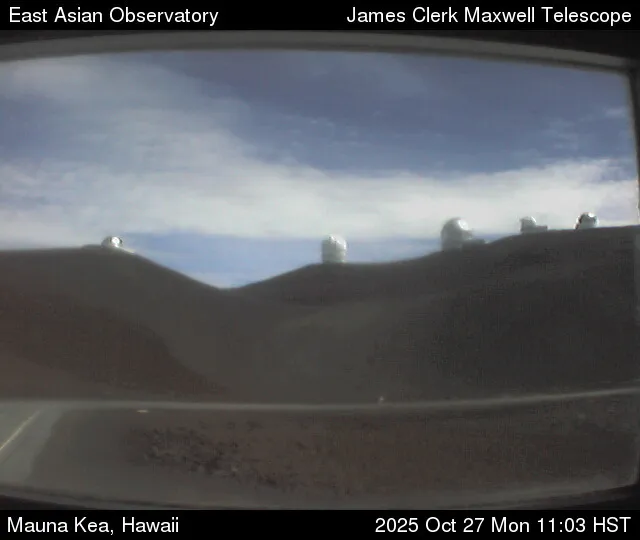 East Asian Observatory
James Clerk Maxwell Telescope
Mauna Kea, Hawaii
2025 Oct 27 Mon 11:03 HST